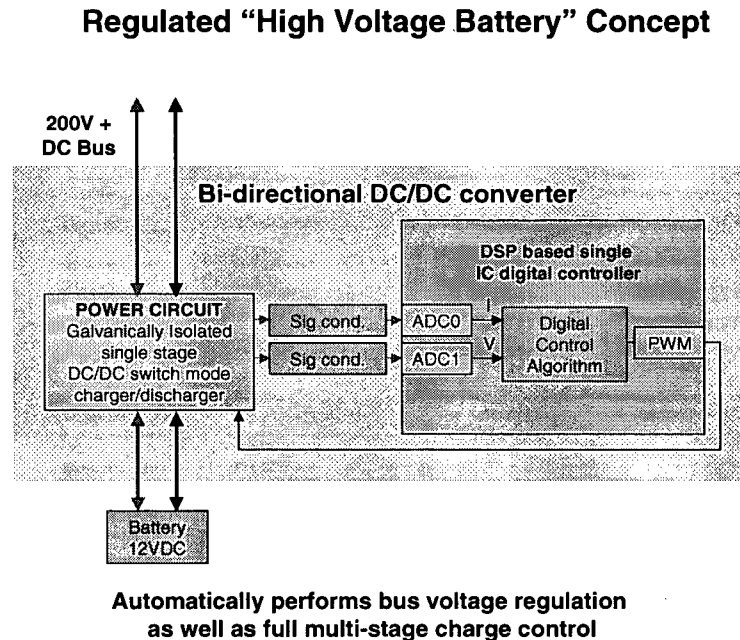 Regulated “High Voltage Battery” Concept
200V +
DC Bus
Bi-directional DC/DC converter
DSP based single
IC digital controller
POWER CIRCUIT
Galvanically Isolated
single stage
DC/DC switch mode
charger/discharger
Sig cond.
ADC0
I
Sig cond.
ADC1
V
Digital
Control
Algorithm
PWM
Battery
12VDC
Automatically performs bus voltage regulation
as well as full multi-stage charge control